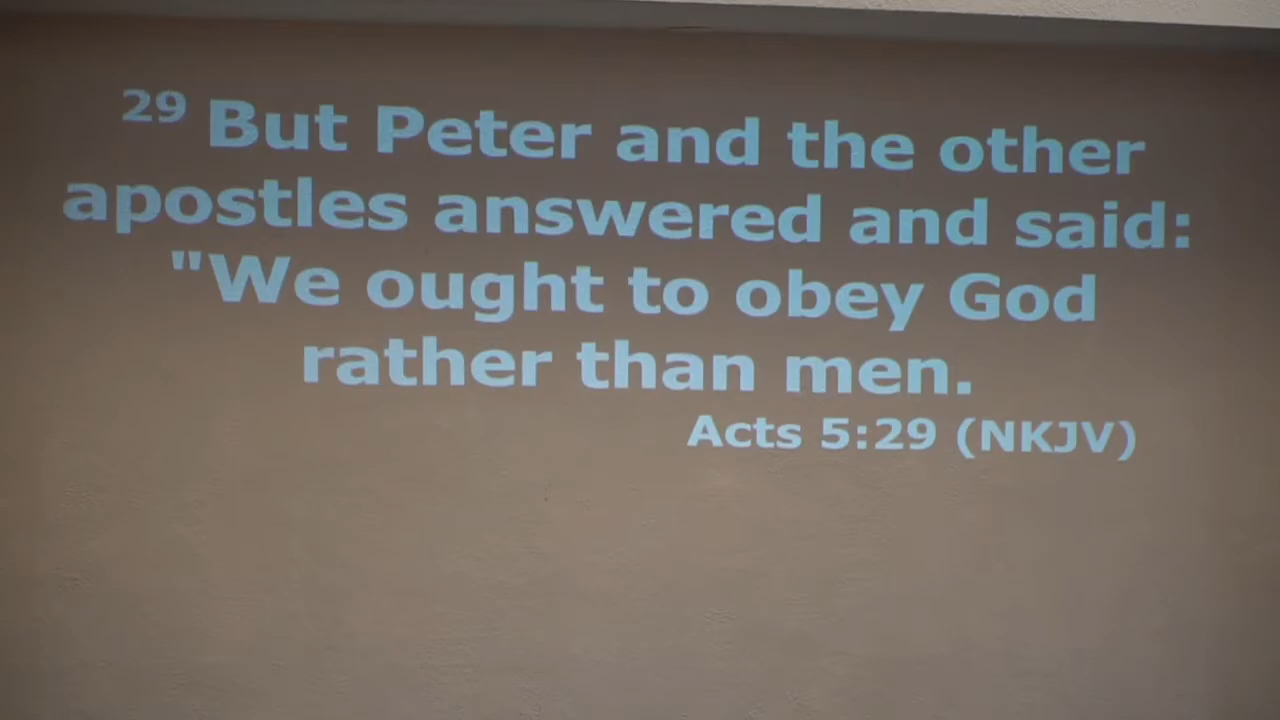 29 But Peter and the other
apostles answered and said:
"We ought to obey God
rather than men.
Acts 5:29 (NKJV)